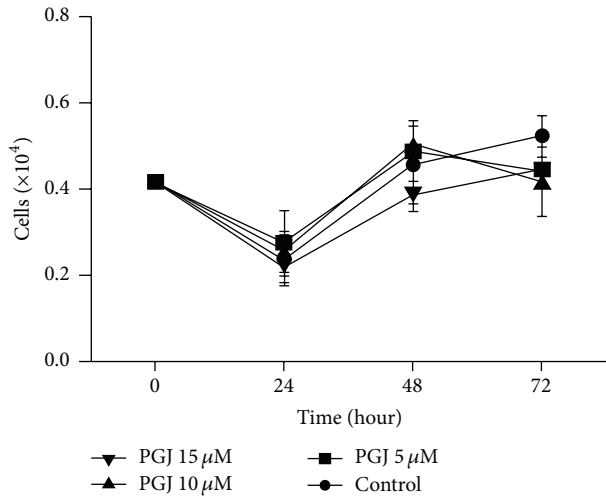 0.8
0.6
0.4
0.2
0.0
Cells (×10⁴)
0 24 48 72
Time (hour)
PGJ 15 μM PGJ 5 μM
PGJ 10 μM Control